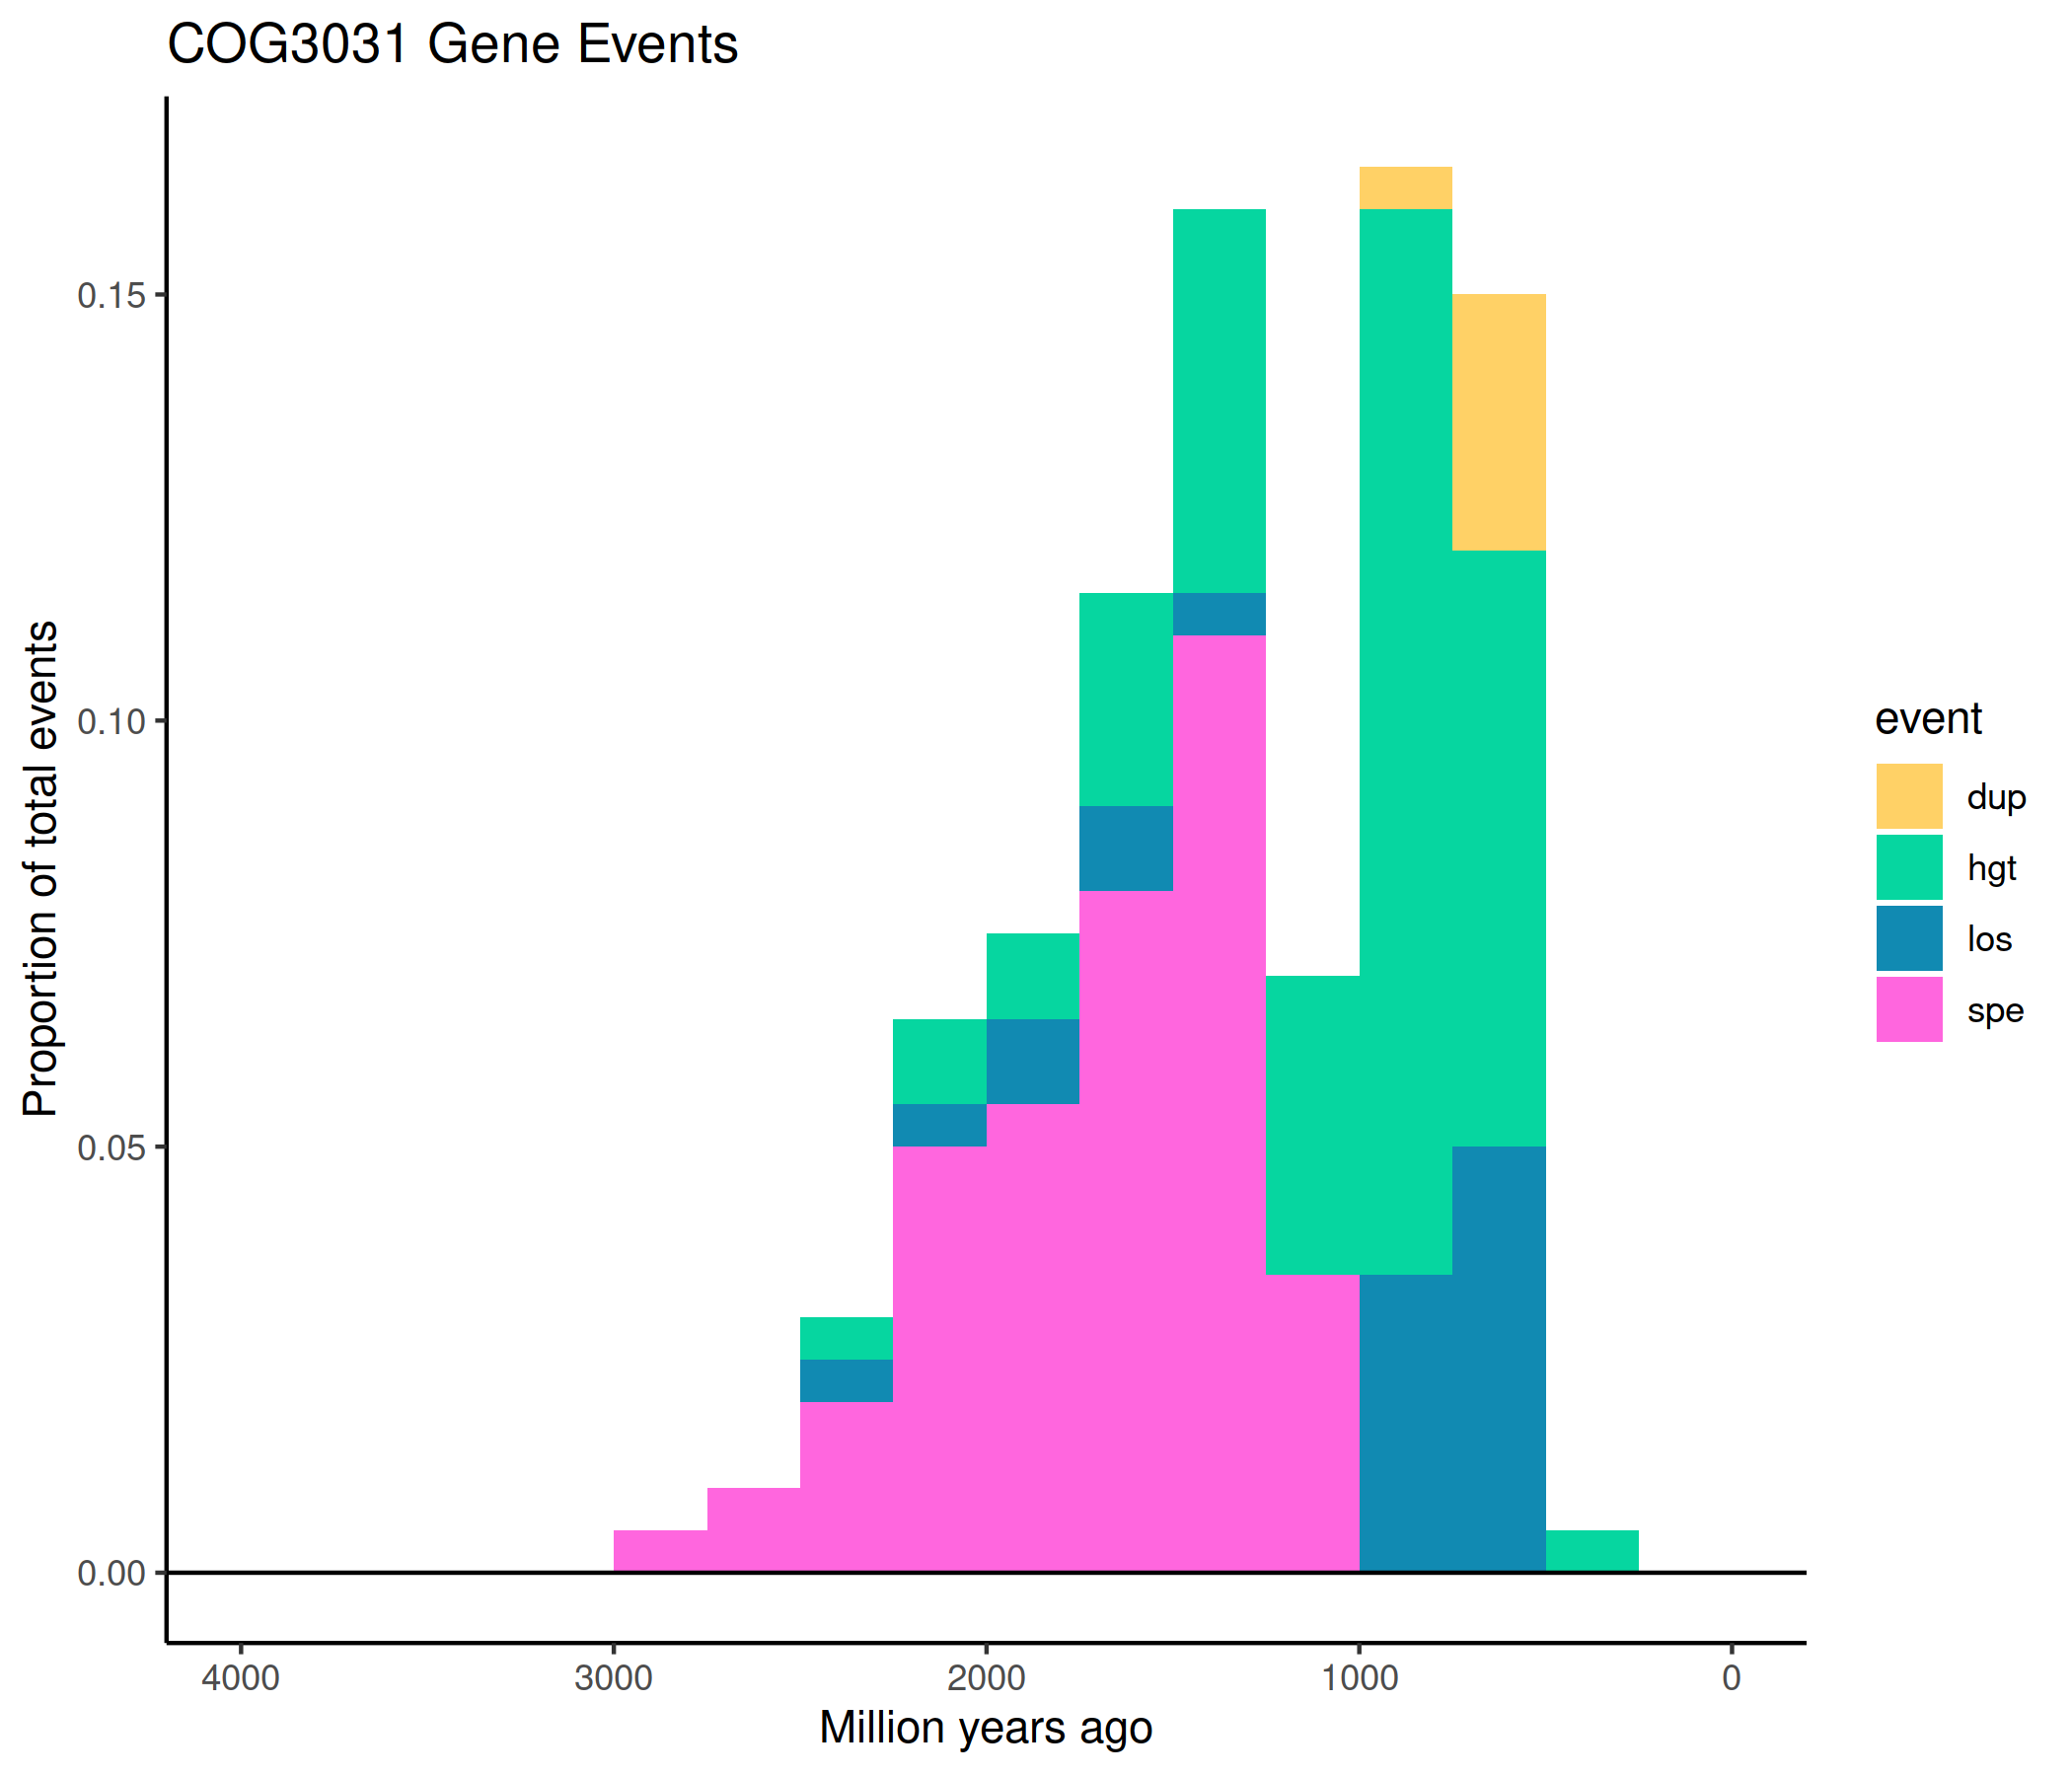 COG3031 Gene Events
Proportion of total events
0.15
0.10
0.05
0.00
4000 3000 2000 1000 0
Million years ago
event
dup
hgt
los
spe